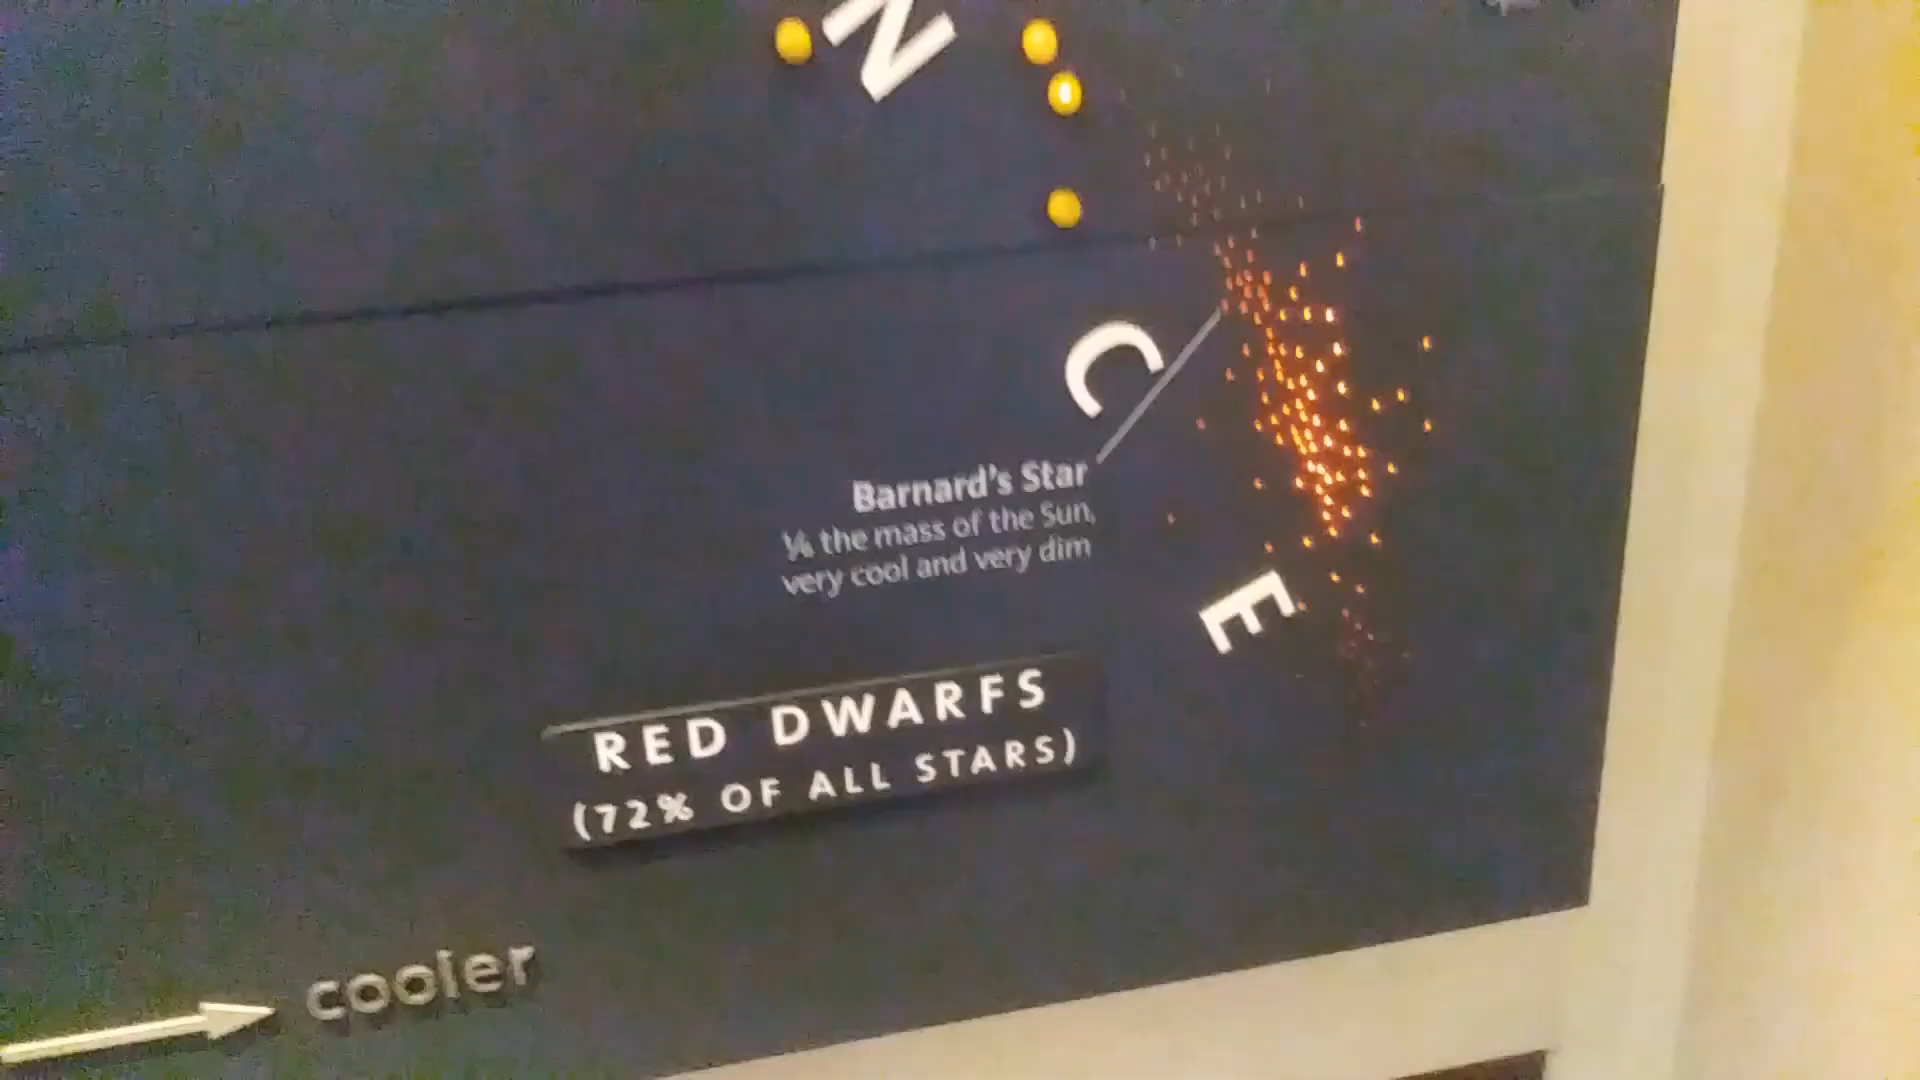 N
C
Barnard's Star
⅙ the mass of the Sun,
very cool and very dim
E
RED DWARFS
(72% OF ALL STARS)
cooler